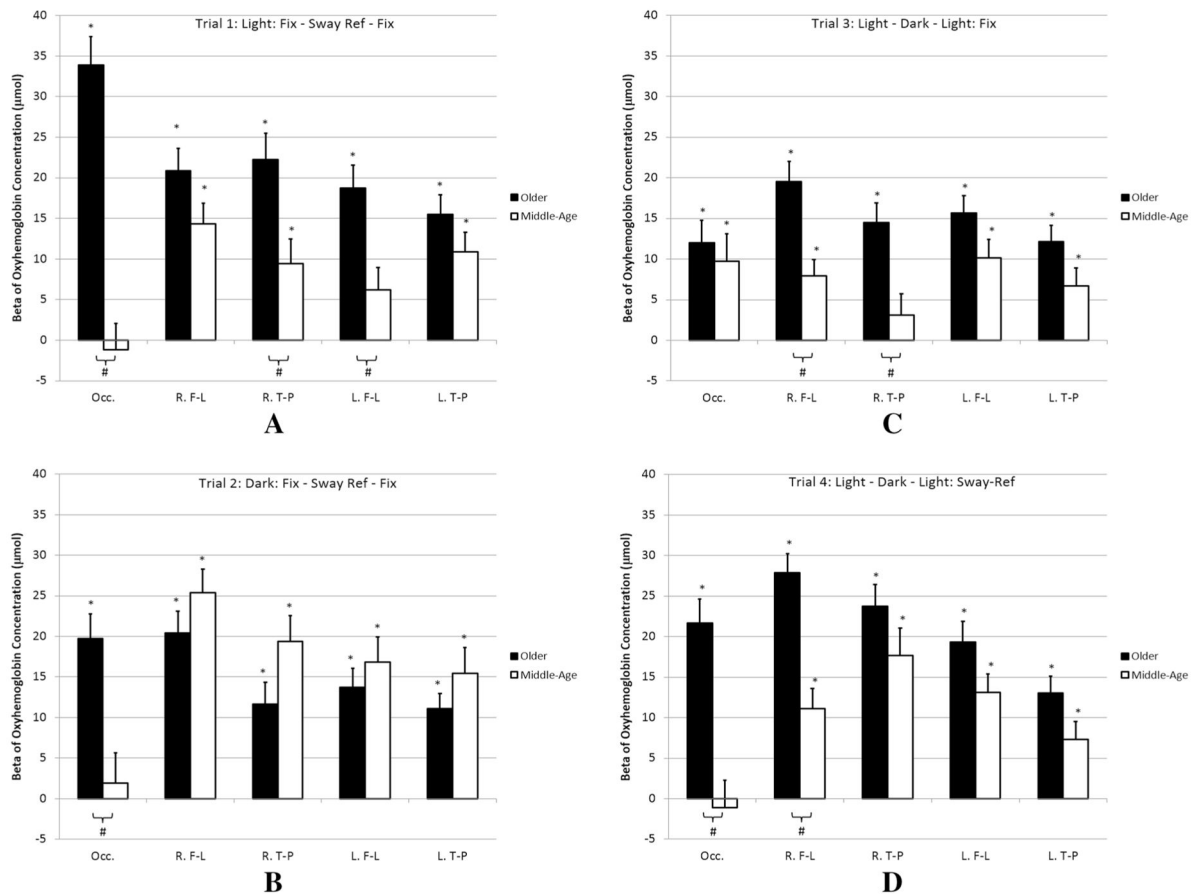 Trial 1: Light: Fix - Sway Ref - Fix
Beta of Oxyhemoglobin Concentration (µmol)
40
35
30
25
20
15
10
5
0
-5
* * * * * * * *
# # #
Occ. R. F-L R. T-P L. F-L L. T-P
Older
Middle-Age
A
Trial 3: Light - Dark - Light: Fix
Beta of Oxyhemoglobin Concentration (µmol)
40
35
30
25
20
15
10
5
0
-5
* * * * * * * * *
# #
Occ. R. F-L R. T-P L. F-L L. T-P
Older
Middle-Age
C
Trial 2: Dark: Fix - Sway Ref - Fix
Beta of Oxyhemoglobin Concentration (µmol)
40
35
30
25
20
15
10
5
0
-5
* * * * * * * * *
#
Occ. R. F-L R. T-P L. F-L L. T-P
Older
Middle-Age
B
Trial 4: Light - Dark - Light: Sway-Ref
Beta of Oxyhemoglobin Concentration (µmol)
40
35
30
25
20
15
10
5
0
-5
* * * * * * * * *
# #
Occ. R. F-L R. T-P L. F-L L. T-P
Older
Middle-Age
D